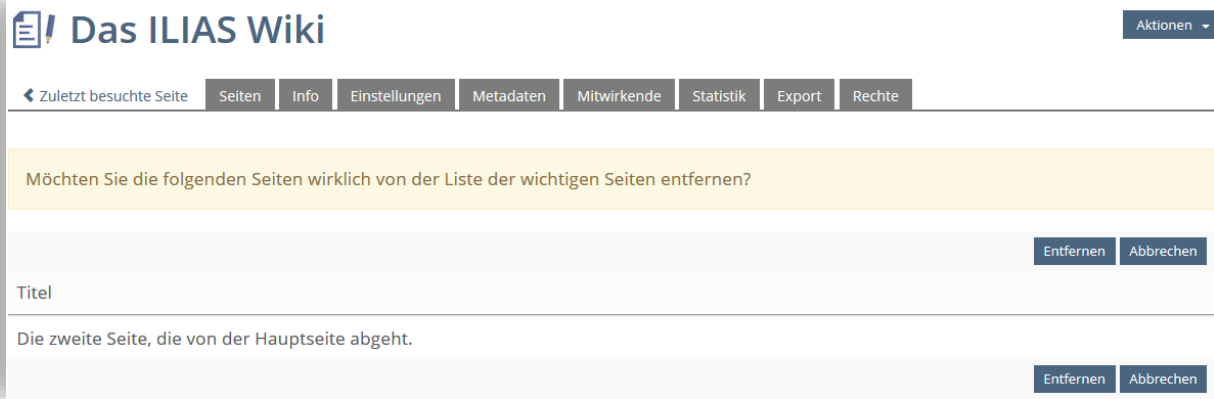 Das ILIAS Wiki
Aktionen
Zuletzt besuchte Seite Seiten Info Einstellungen Metadaten Mitwirkende Statistik Export Rechte
Möchten Sie die folgenden Seiten wirklich von der Liste der wichtigen Seiten entfernen?
Entfernen Abbrechen
Titel
Die zweite Seite, die von der Hauptseite abgeht.
Entfernen Abbrechen